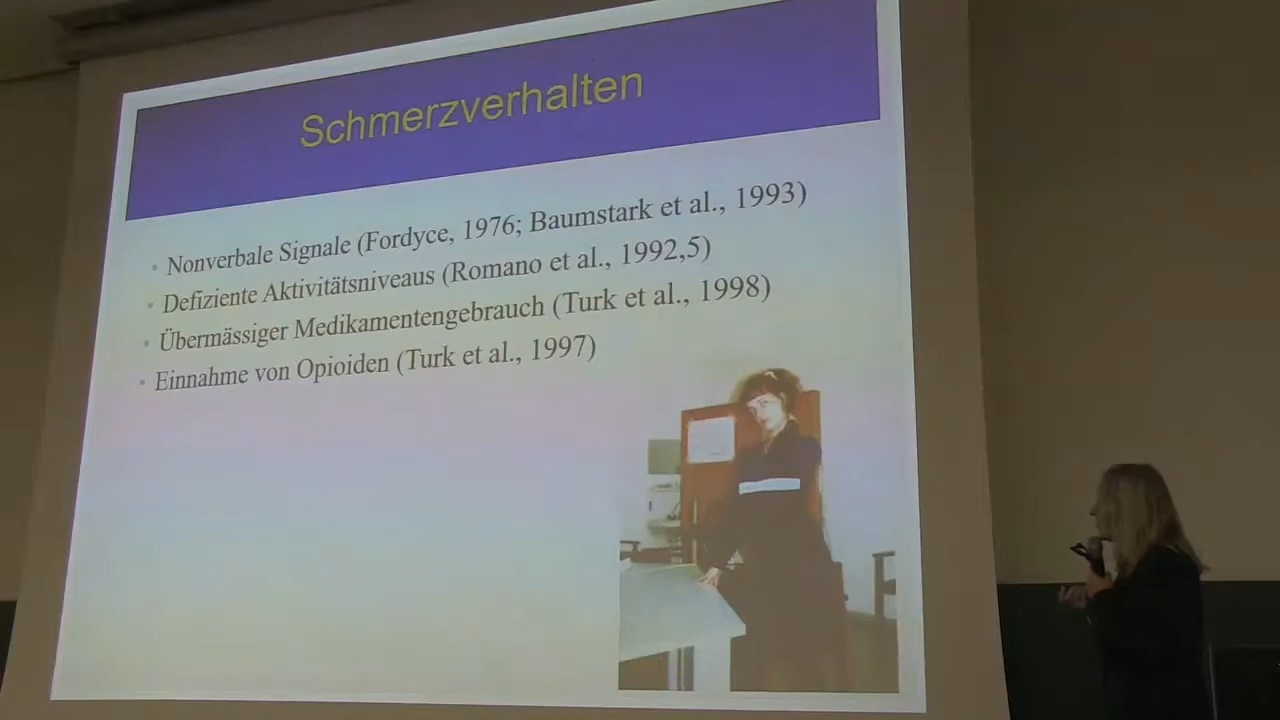 Schmerzverhalten
• Nonverbale Signale (Fordyce, 1976; Baumstark et al., 1993)
• Defiziente Aktivitätsniveaus (Romano et al., 1992,5)
• Übermässiger Medikamentengebrauch (Turk et al., 1998)
• Einnahme von Opioiden (Turk et al., 1997)